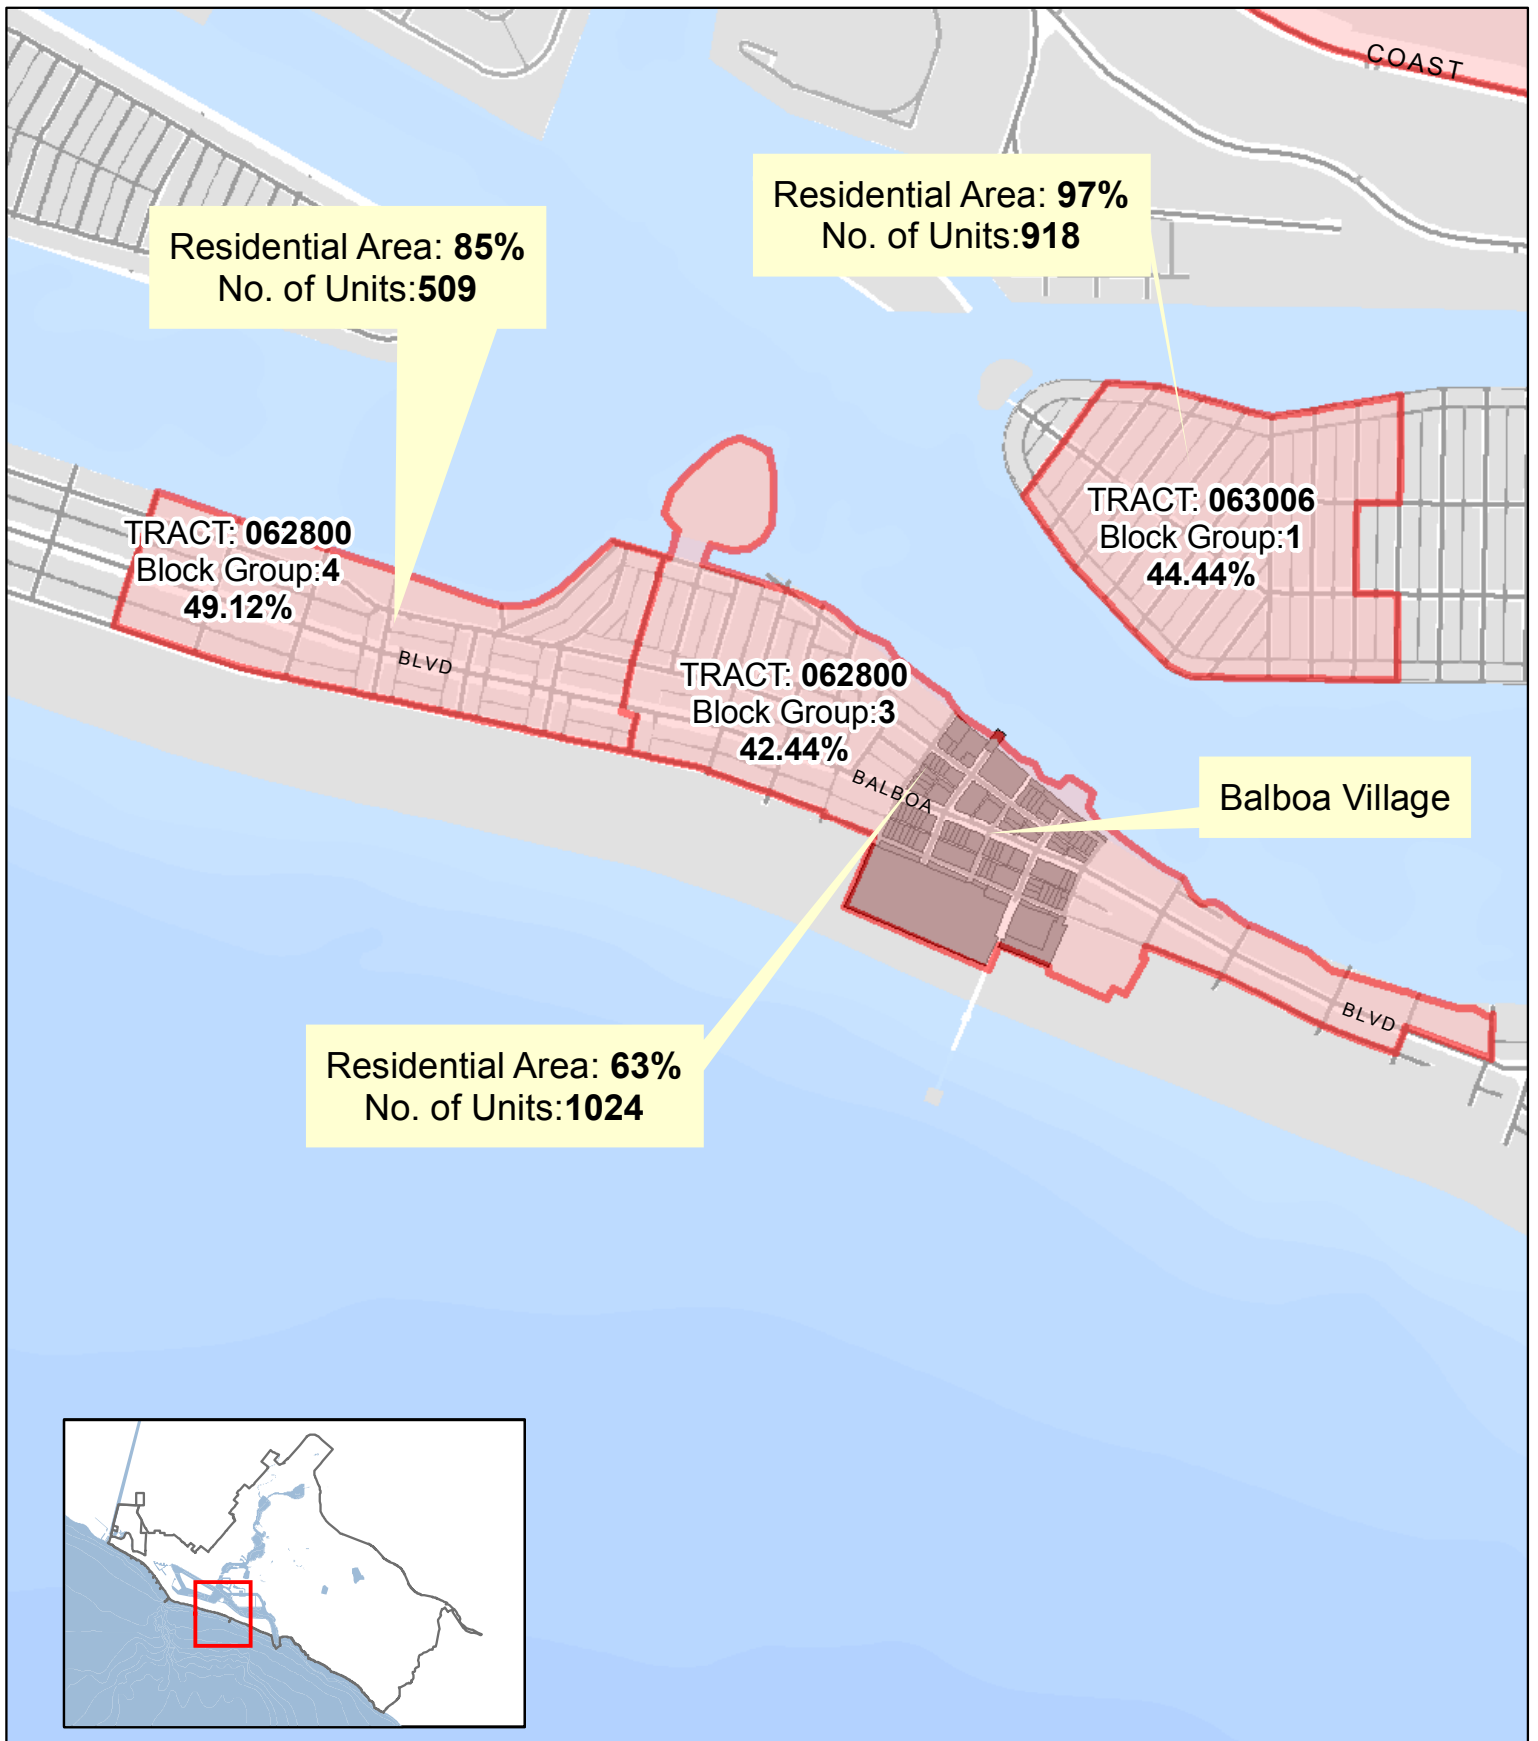 COAST
Residential Area: 97%
No. of Units:918
Residential Area: 85%
No. of Units:509
TRACT: 063006
Block Group:1
44.44%
TRACT: 062800
Block Group:4
49.12%
BLVD
TRACT: 062800
Block Group:3
42.44%
BALBOA
Balboa Village
BLVD
Residential Area: 63%
No. of Units:1024